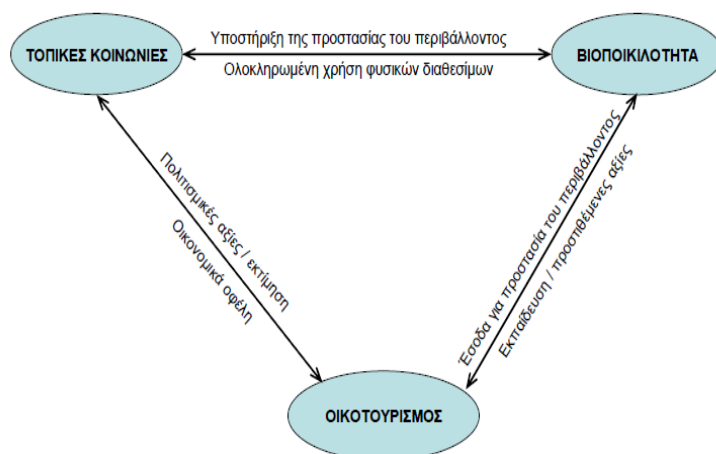 Υποστήριξη της προστασίας του περιβάλλοντος
ΤΟΠΙΚΕΣ ΚΟΙΝΩΝΙΕΣ
ΒΙΟΠΟΙΚΙΛΟΤΗΤΑ
Ολοκληρωμένη χρήση φυσικών διαθεσίμων
Πολιτισμικές αξίες / εκτίμηση
Οικονομικά οφέλη
Έσοδα για προστασία του περιβάλλοντος
Εκπαίδευση / προστιθέμενες αξίες
ΟΙΚΟΤΟΥΡΙΣΜΟΣ